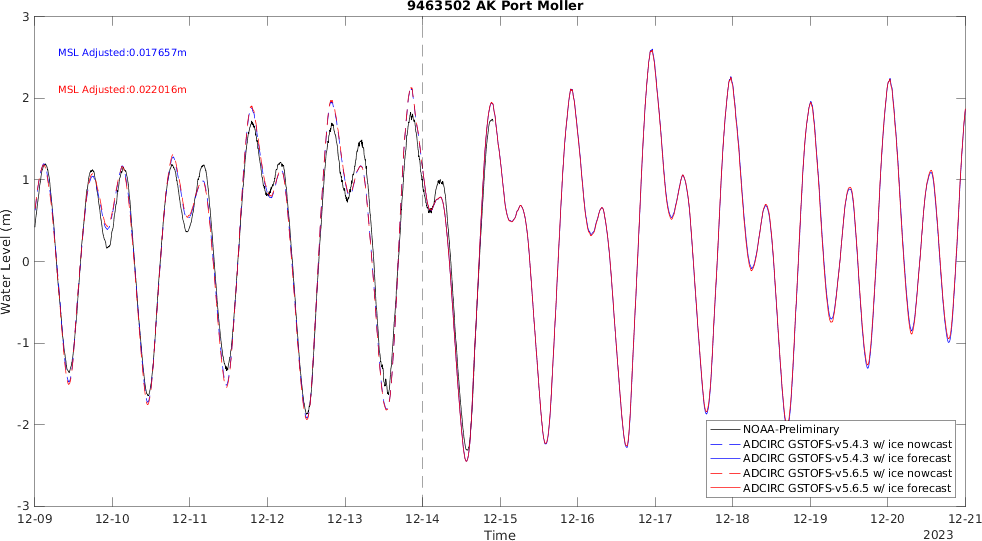 9463502 AK Port Moller
MSL Adjusted:0.017657m
MSL Adjusted:0.022016m
Water Level (m)
3
2
1
0
-1
-2
-3
NOAA-Preliminary
ADCIRC GSTOFS-v5.4.3 w/ ice nowcast
ADCIRC GSTOFS-v5.4.3 w/ ice forecast
ADCIRC GSTOFS-v5.6.5 w/ ice nowcast
ADCIRC GSTOFS-v5.6.5 w/ ice forecast
12-09 12-10 12-11 12-12 12-13 12-14 12-15 12-16 12-17 12-18 12-19 12-20 12-21
Time
2023